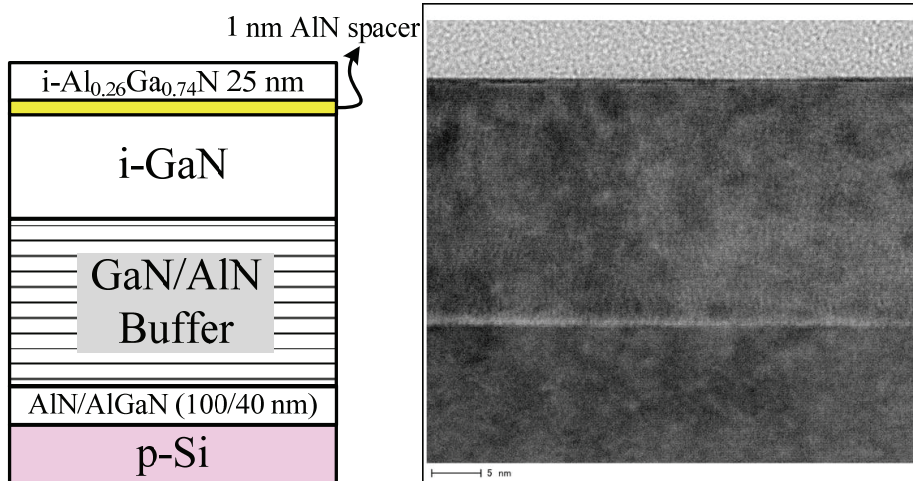 1 nm AlN spacer
i-Al0.26Ga0.74N 25 nm
i-GaN
GaN/AlN
Buffer
AlN/AlGaN (100/40 nm)
p-Si
5 nm